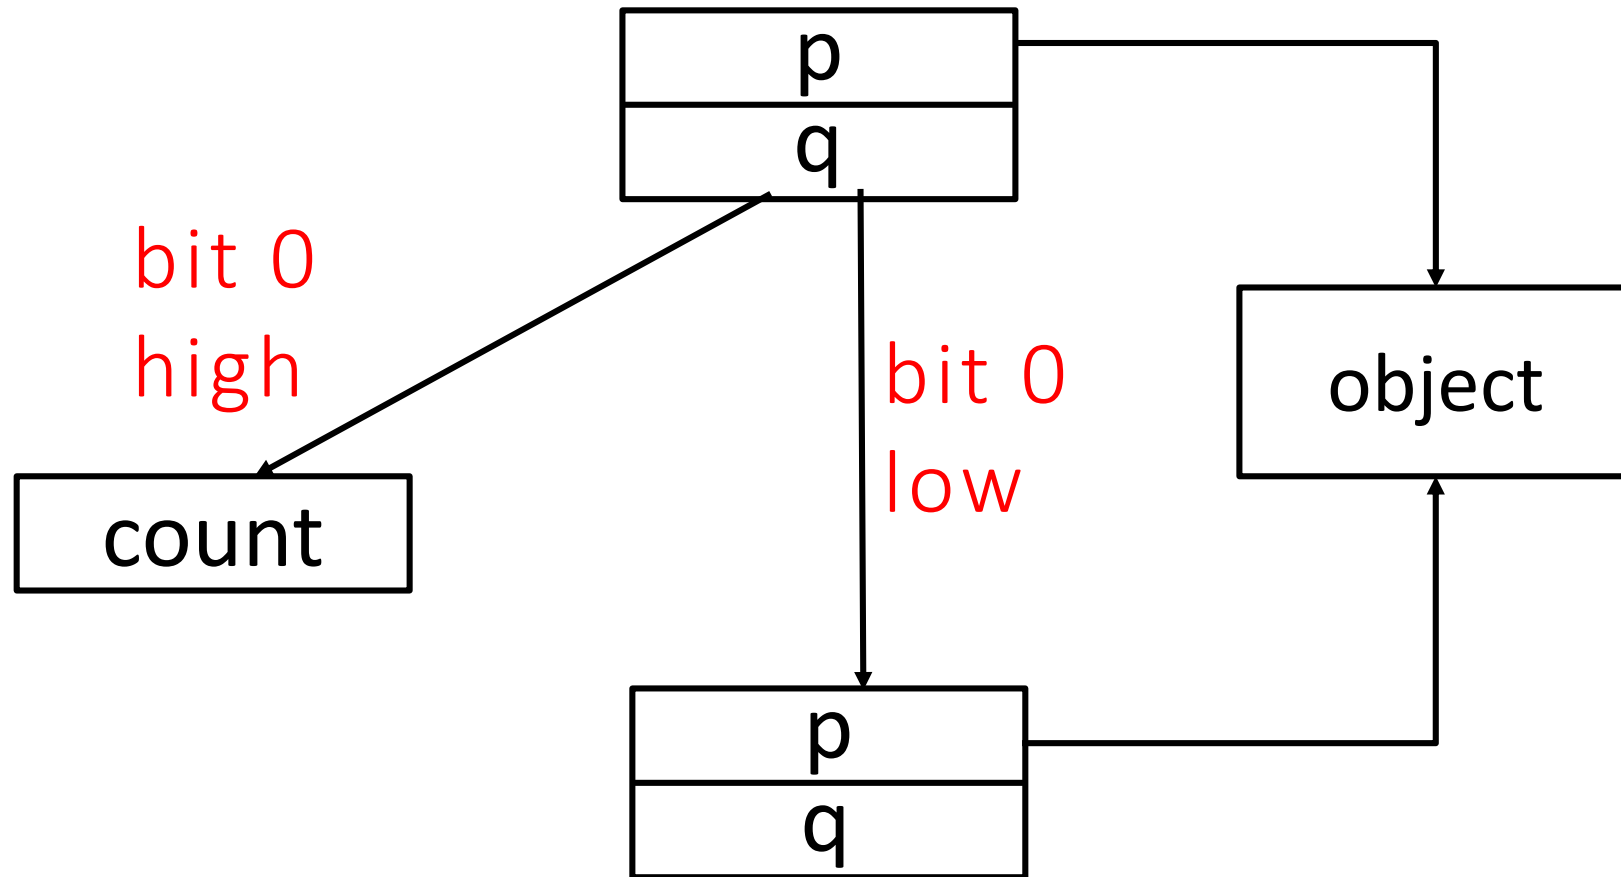 p
q
bit 0
high
bit 0
low
object
count
p
q